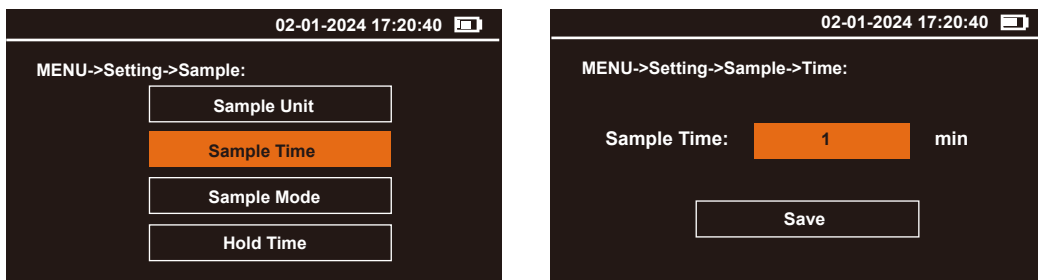 02-01-2024 17:20:40
MENU->Setting->Sample:
Sample Unit
Sample Time
Sample Mode
Hold Time
02-01-2024 17:20:40
MENU->Setting->Sample->Time:
Sample Time: 1 min
Save